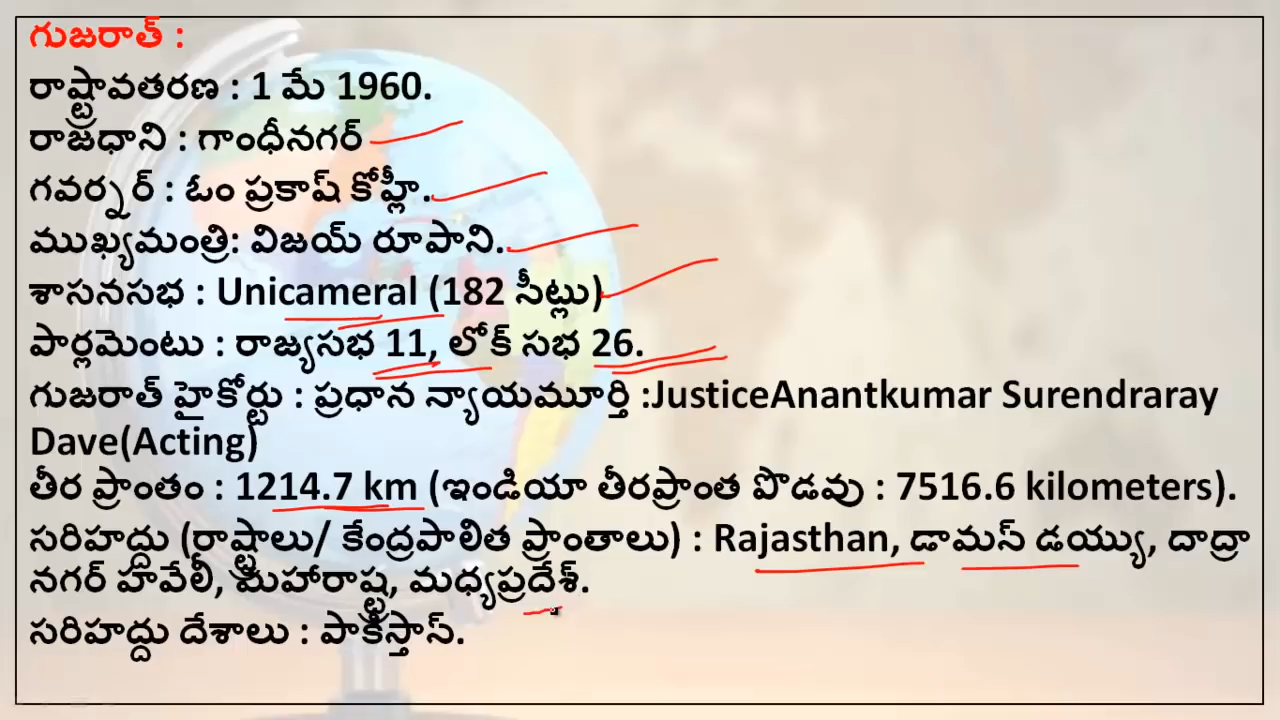 గుజరాత్ :
రాష్ట్రావతరణ : 1 మే 1960.
రాజధాని : గాంధీనగర్
గవర్నర్ : ఓం ప్రకాష్ కోహ్లీ.
ముఖ్యమంత్రి: విజయ్ రూపాని.
శాసనసభ : Unicameral (182 సీట్లు)
పార్లమెంటు : రాజ్యసభ 11, లోక్ సభ 26.
గుజరాత్ హైకోర్టు : ప్రధాన న్యాయమూర్తి :JusticeAnantkumar Surendraray
Dave(Acting)
తీర ప్రాంతం : 1214.7 km (ఇండియా తీరప్రాంత పొడవు : 7516.6 kilometers).
సరిహద్దు (రాష్ట్రాలు/ కేంద్రపాలిత ప్రాంతాలు) : Rajasthan, డామన్ డయ్యు, దాద్రా
నగర్ హవేలీ, మహారాష్ట్ర, మధ్యప్రదేశ్.
సరిహద్దు దేశాలు : పాకిస్తాన్.